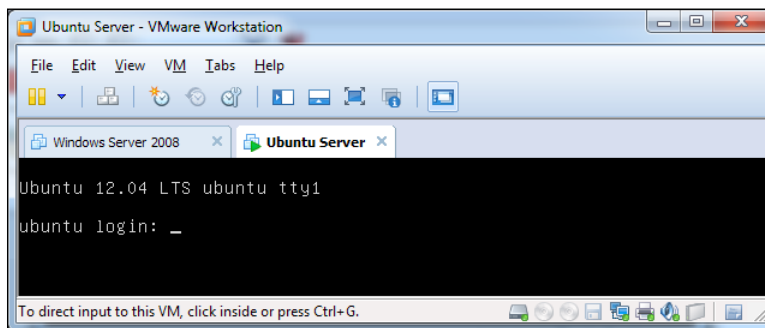 Ubuntu Server - VMware Workstation
File Edit View VM Tabs Help
Windows Server 2008 Ubuntu Server
Ubuntu 12.04 LTS ubuntu tty1
ubuntu login: _
To direct input to this VM, click inside or press Ctrl+G.